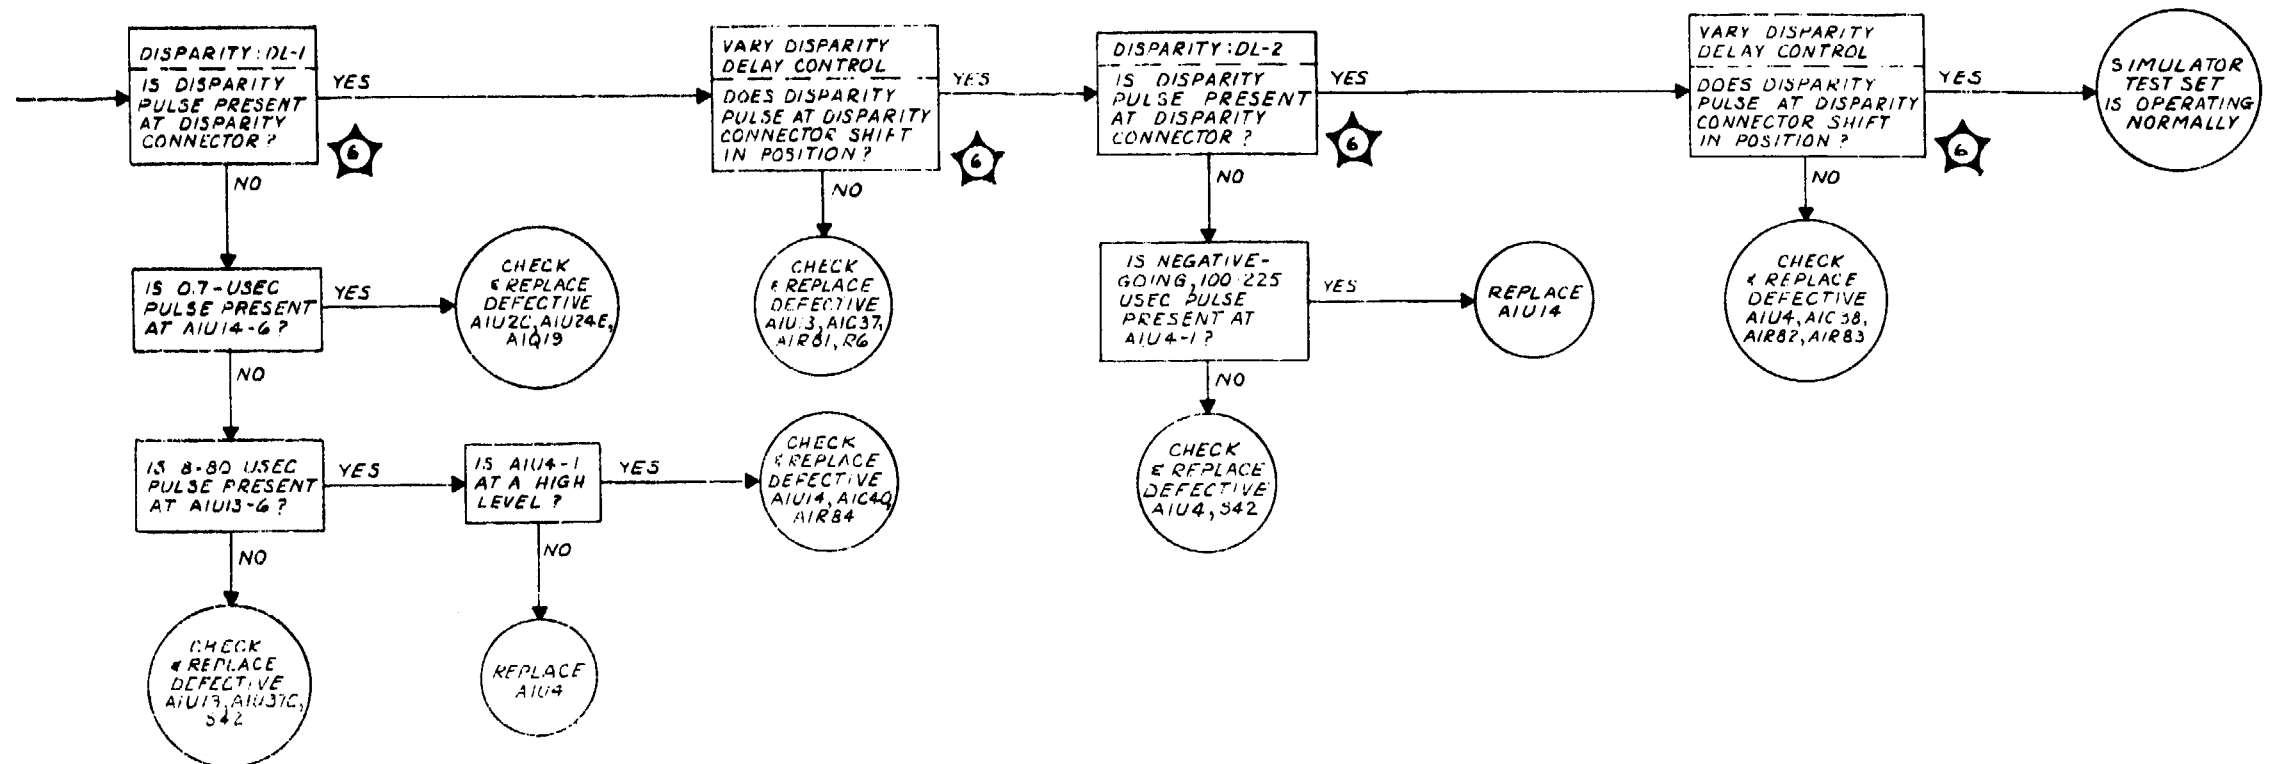 DISPARITY: DL-1
IS DISPARITY
PULSE PRESENT
AT DISPARITY
CONNECTOR?
YES
6
NO
VARY DISPARITY
DELAY CONTROL
DOES DISPARITY
PULSE AT DISPARITY
CONNECTOR SHIFT
IN POSITION?
YES
6
NO
DISPARITY: DL-2
IS DISPARITY
PULSE PRESENT
AT DISPARITY
CONNECTOR?
YES
6
NO
VARY DISPARITY
DELAY CONTROL
DOES DISPARITY
PULSE AT DISPARITY
CONNECTOR SHIFT
IN POSITION?
YES
6
NO
SIMULATOR
TEST SET
IS OPERATING
NORMALLY
IS 0.7-USEC
PULSE PRESENT
AT A1U14-6?
YES
NO
CHECK
& REPLACE
DEFECTIVE
A1U2C, A1U24E,
A1Q19
CHECK
& REPLACE
DEFECTIVE
A1U13, A1C37,
A1R81, R6
IS NEGATIVE-
GOING, 100-225
USEC PULSE
PRESENT AT
A1U4-1?
YES
NO
REPLACE
A1U14
CHECK
& REPLACE
DEFECTIVE
A1U4, A1C38,
A1R82, A1R83
IS 8-80 USEC
PULSE PRESENT
AT A1U13-6?
YES
NO
IS A1U4-1
AT A HIGH
LEVEL?
YES
NO
CHECK
& REPLACE
DEFECTIVE
A1U14, A1C40,
A1R84
CHECK
& REPLACE
DEFECTIVE
A1U4, S42
CHECK
& REPLACE
DEFECTIVE
A1U13, A1U37C,
S42
REPLACE
A1U4